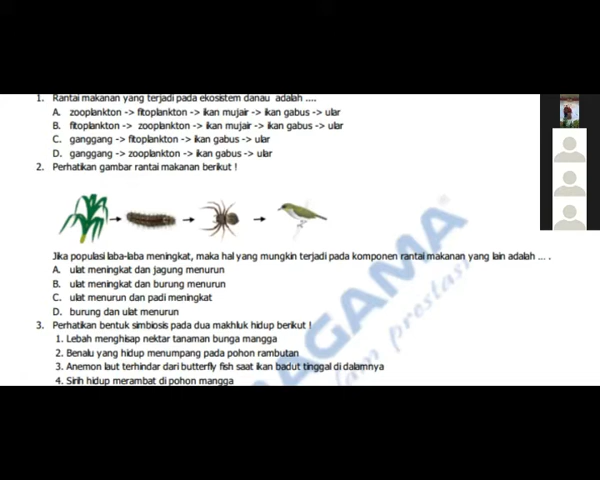 1. Rantai makanan yang terjadi pada ekosistem danau adalah ....
A. zooplankton -> fitoplankton -> ikan mujair -> ikan gabus -> ular
B. fitoplankton -> zooplankton -> ikan mujair -> ikan gabus -> ular
C. ganggang -> fitoplankton -> ikan gabus -> ular
D. ganggang -> zooplankton -> ikan gabus -> ular
2. Perhatikan gambar rantai makanan berikut !
Jika populasi laba-laba meningkat, maka hal yang mungkin terjadi pada komponen rantai makanan yang lain adalah ... .
A. ulat meningkat dan jagung menurun
B. ulat meningkat dan burung menurun
C. ulat menurun dan padi meningkat
D. burung dan ulat menurun
3. Perhatikan bentuk simbiosis pada dua makhluk hidup berikut !
1. Lebah menghisap nektar tanaman bunga mangga
2. Benalu yang hidup menumpang pada pohon rambutan
3. Anemon laut terhindar dari butterfly fish saat ikan badut tinggal di dalamnya
4. Sirih hidup merambat di pohon mangga
AGAMA
prestasi